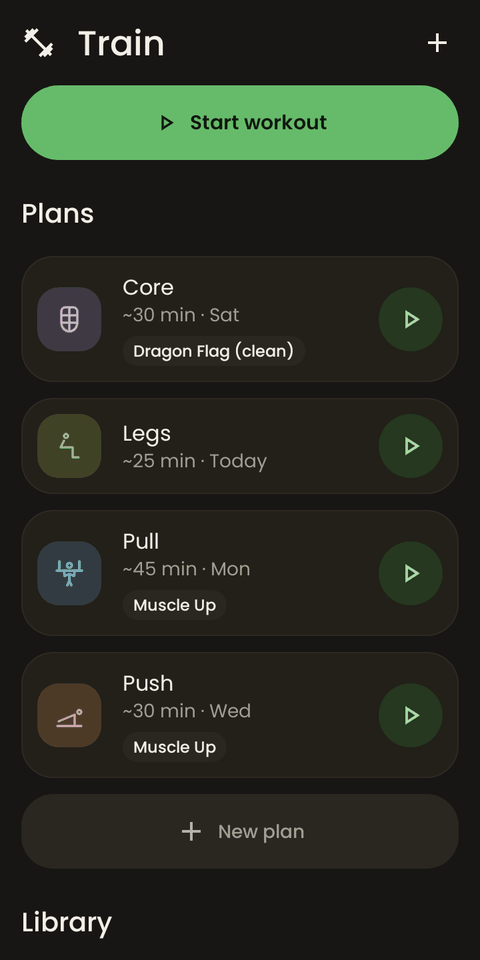 Train
Start workout
Plans
Core
~30 min · Sat
Dragon Flag (clean)
Legs
~25 min · Today
Pull
~45 min · Mon
Muscle Up
Push
~30 min · Wed
Muscle Up
New plan
Library